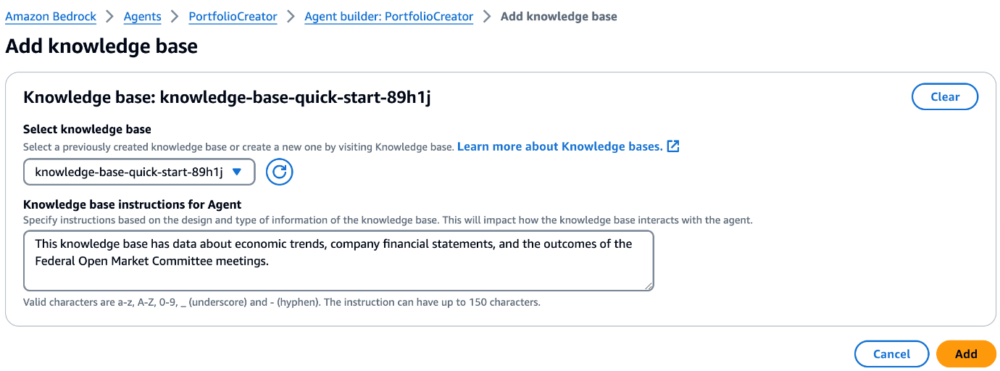 Amazon Bedrock > Agents > PortfolioCreator > Agent builder: PortfolioCreator > Add knowledge base
Add knowledge base
Knowledge base: knowledge-base-quick-start-89h1j
Clear
Select knowledge base
Select a previously created knowledge base or create a new one by visiting Knowledge base. Learn more about Knowledge bases.
knowledge-base-quick-start-89h1j
Knowledge base instructions for Agent
Specify instructions based on the design and type of information of the knowledge base. This will impact how the knowledge base interacts with the agent.
This knowledge base has data about economic trends, company financial statements, and the outcomes of the
Federal Open Market Committee meetings.
Valid characters are a-z, A-Z, 0-9, _ (underscore) and - (hyphen). The instruction can have up to 150 characters.
Cancel
Add